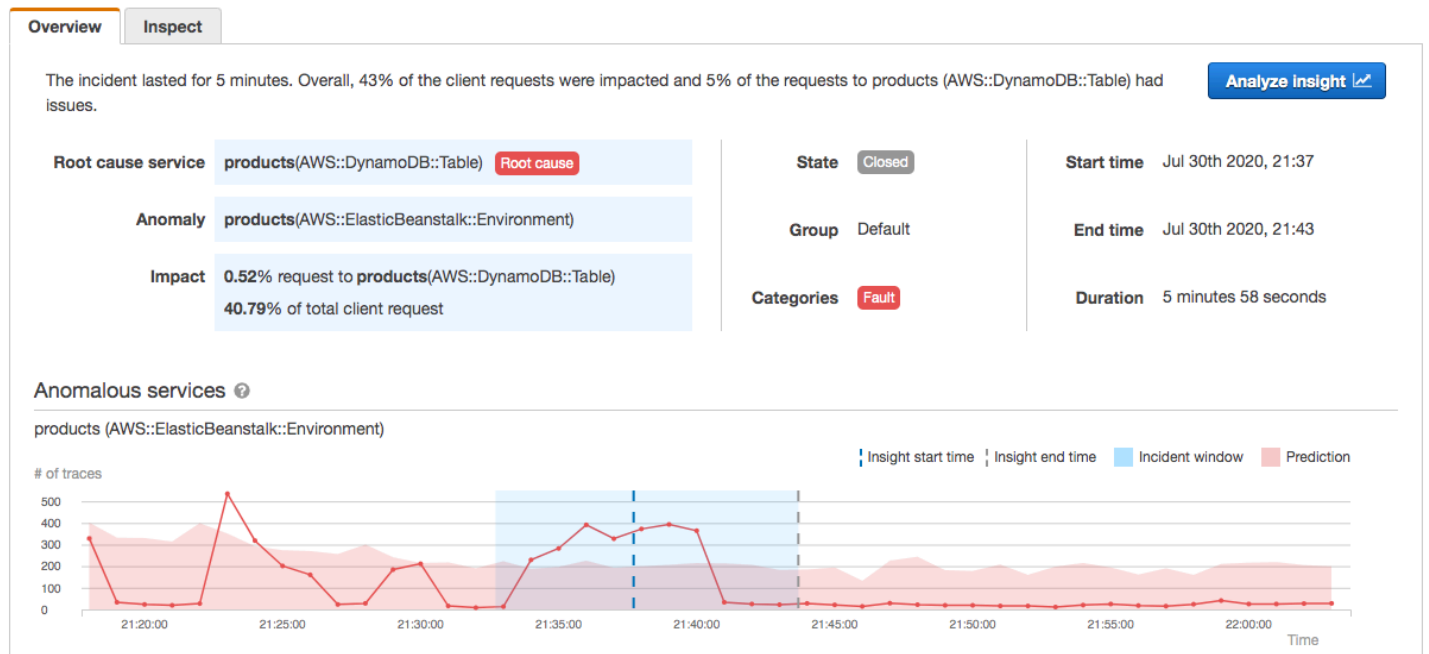 Overview
Inspect
The incident lasted for 5 minutes. Overall, 43% of the client requests were impacted and 5% of the requests to products (AWS::DynamoDB::Table) had
issues.
Analyze insight
Root cause service products(AWS::DynamoDB::Table) Root cause
Anomaly products(AWS::ElasticBeanstalk::Environment)
Impact 0.52% request to products(AWS::DynamoDB::Table)
40.79% of total client request
State Closed
Group Default
Categories Fault
Start time Jul 30th 2020, 21:37
End time Jul 30th 2020, 21:43
Duration 5 minutes 58 seconds
Anomalous services ?
products (AWS::ElasticBeanstalk::Environment)
Insight start time Insight end time Incident window Prediction
# of traces
500
400
300
200
100
0
21:20:00 21:25:00 21:30:00 21:35:00 21:40:00 21:45:00 21:50:00 21:55:00 22:00:00
Time